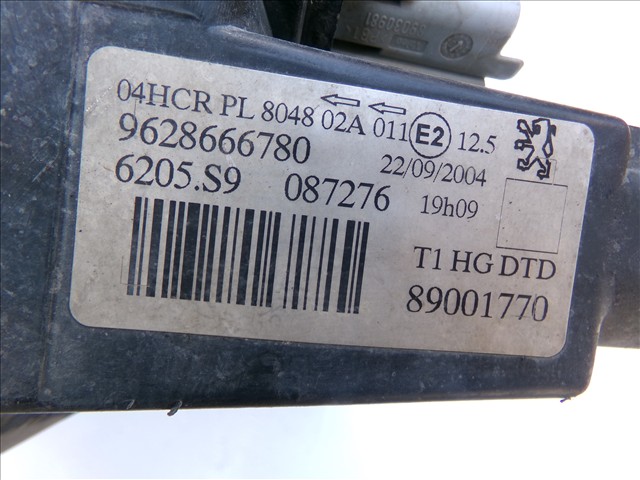 04HCR PL 8048 02A 011 E2 12.5
9628666780
22/09/2004
6205.S9 087276 19h09
T1 HG DTD
89001770